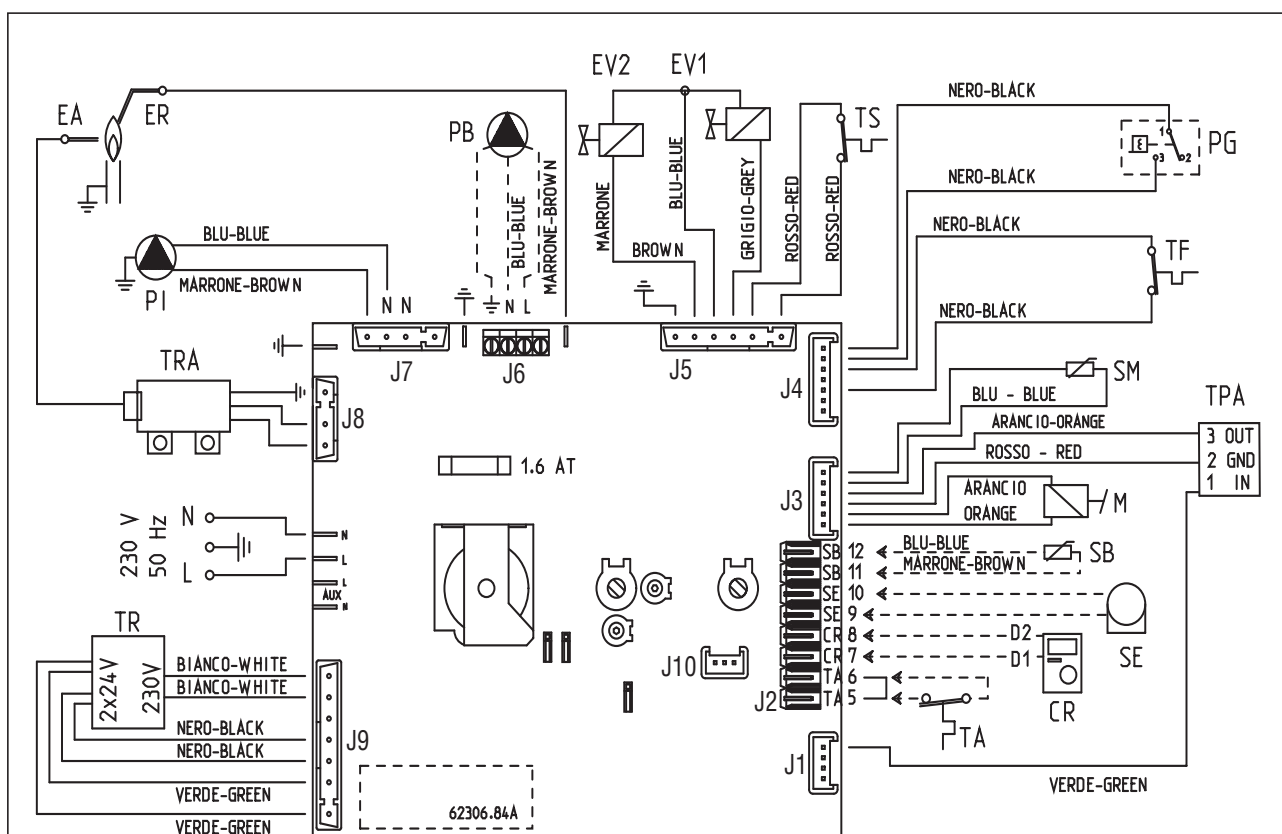 EA
ER
EV2
EV1
PB
TS
NERO-BLACK
PG
1
3
2
NERO-BLACK
NERO-BLACK
TF
NERO-BLACK
BLU-BLUE
MARRONE-BROWN
PI
N N
BLU-BLUE
MARRONE-BROWN
N L
MARRONE
BROWN
BLU-BLUE
GRIGIO-GREY
ROSSO-RED
ROSSO-RED
J7
J6
J5
J4
TRA
J8
1.6 AT
SM
BLU - BLUE
ARANCIO-ORANGE
ROSSO - RED
TPA
3 OUT
2 GND
1 IN
J3
ARANCIO
ORANGE
M
230 V
50 Hz
N
L
N
L
L
AUX
N
SB 12
BLU-BLUE
SB
SB 11
MARRONE-BROWN
SE 10
SE 9
SE
CR 8
D2
CR 7
D1
CR
TA 6
J2
TA 5
TA
J10
TR
2x24V
230V
BIANCO-WHITE
BIANCO-WHITE
NERO-BLACK
NERO-BLACK
J9
VERDE-GREEN
VERDE-GREEN
62306.84A
J1
VERDE-GREEN